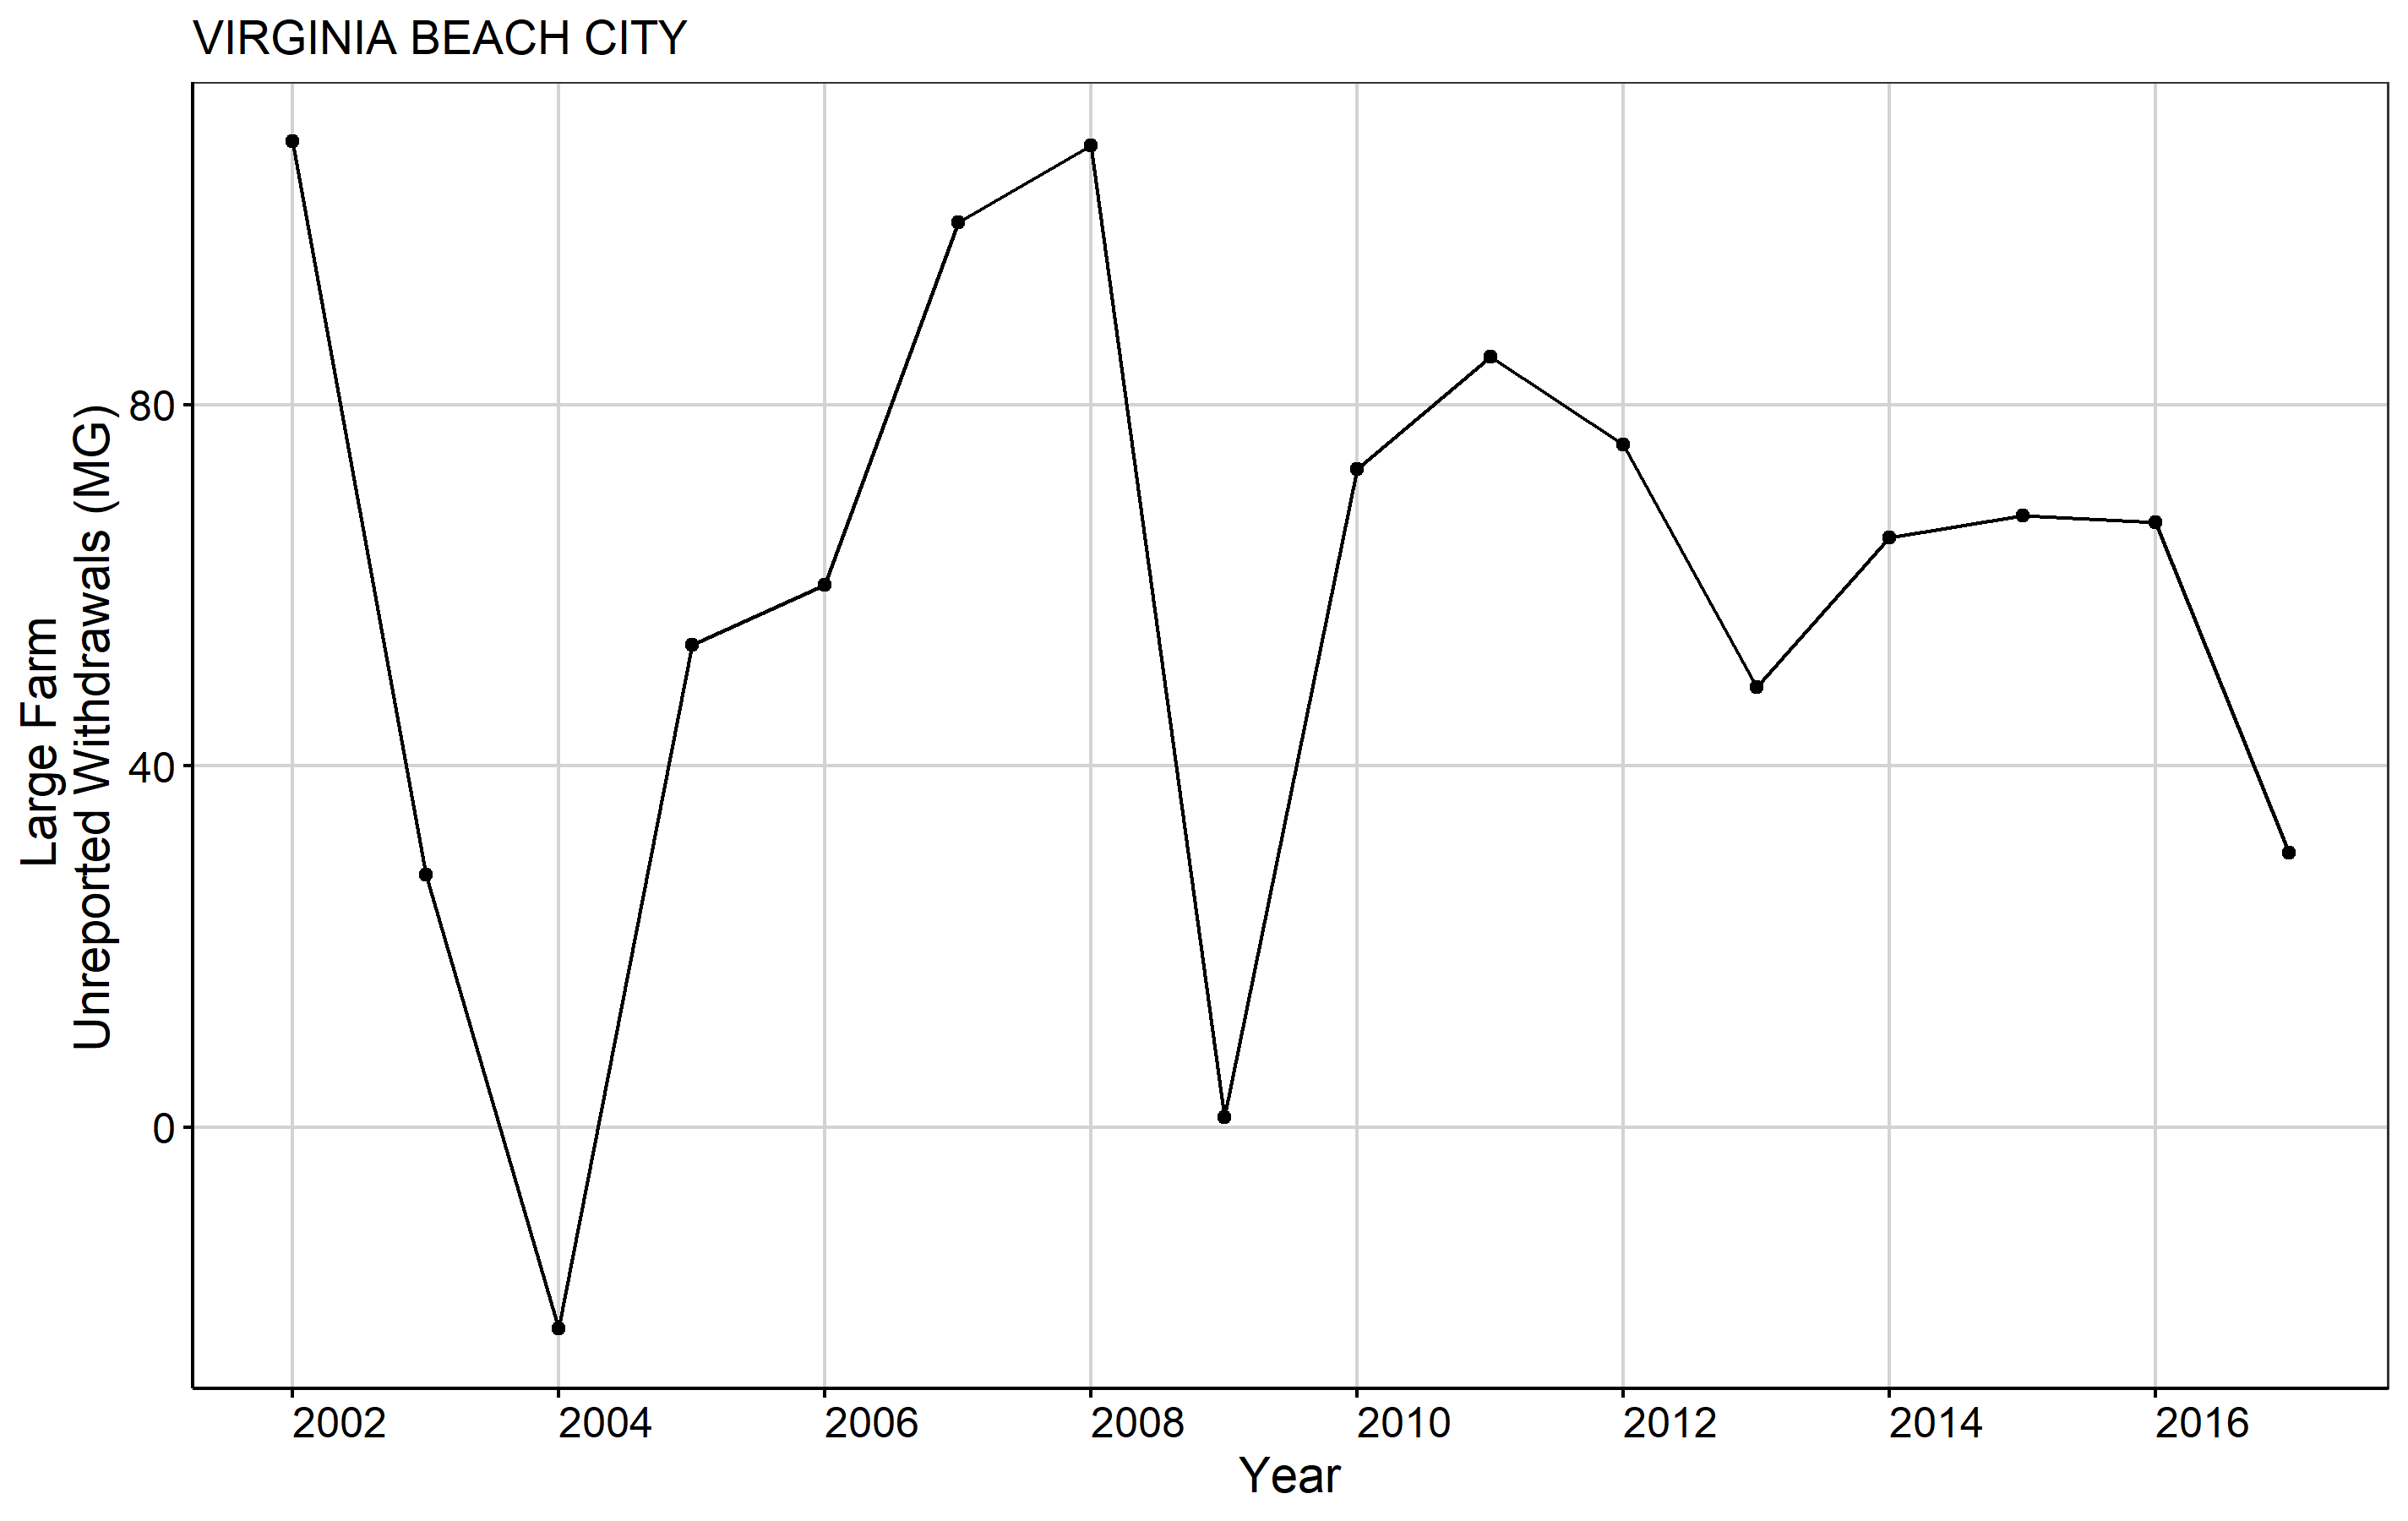 VIRGINIA BEACH CITY
Large Farm
Unreported Withdrawals (MG)
80
40
0
2002 2004 2006 2008 2010 2012 2014 2016
Year